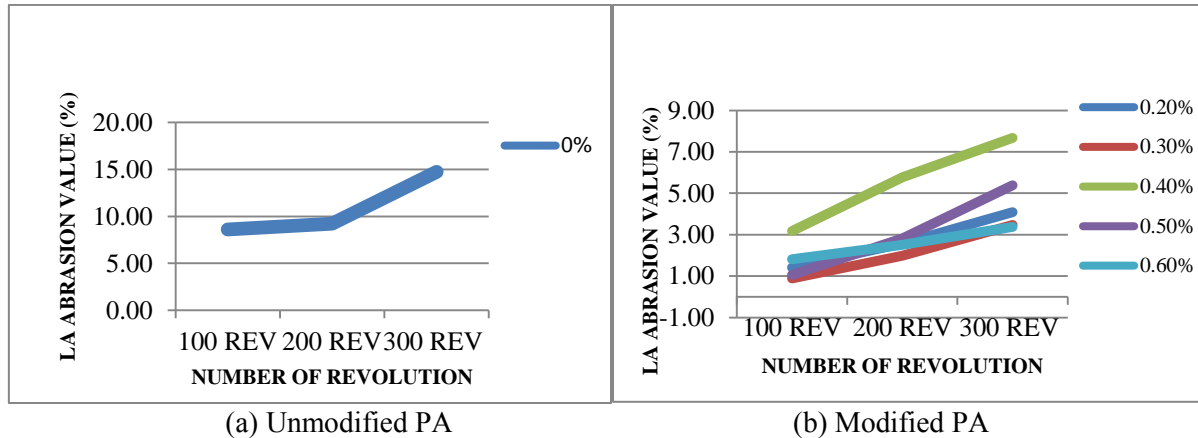 LA ABRASION VALUE (%)
20.00
15.00
10.00
5.00
0.00
100 REV 200 REV 300 REV
NUMBER OF REVOLUTION
0%
(a) Unmodified PA
LA ABRASION VALUE (%)
9.00
7.00
5.00
3.00
1.00
-1.00
100 REV 200 REV 300 REV
NUMBER OF REVOLUTION
0.20%
0.30%
0.40%
0.50%
0.60%
(b) Modified PA